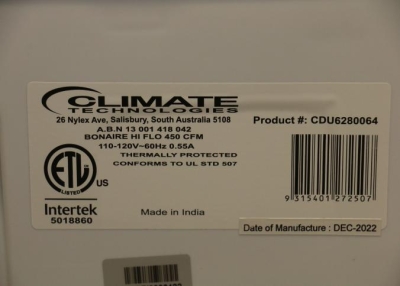 CLIMATE
TECHNOLOGIES
26 Nylex Ave, Salisbury, South Australia 5108
A.B.N 13 001 418 042
BONAIRE HI FLO 450 CFM
110-120V~60Hz 0.55A
THERMALLY PROTECTED
CONFORMS TO UL STD 507
ETL
LISTED
US
Intertek
5018860
Made in India
Product #: CDU6280064
9 315401 272507
Date of Manufacture : DEC-2022